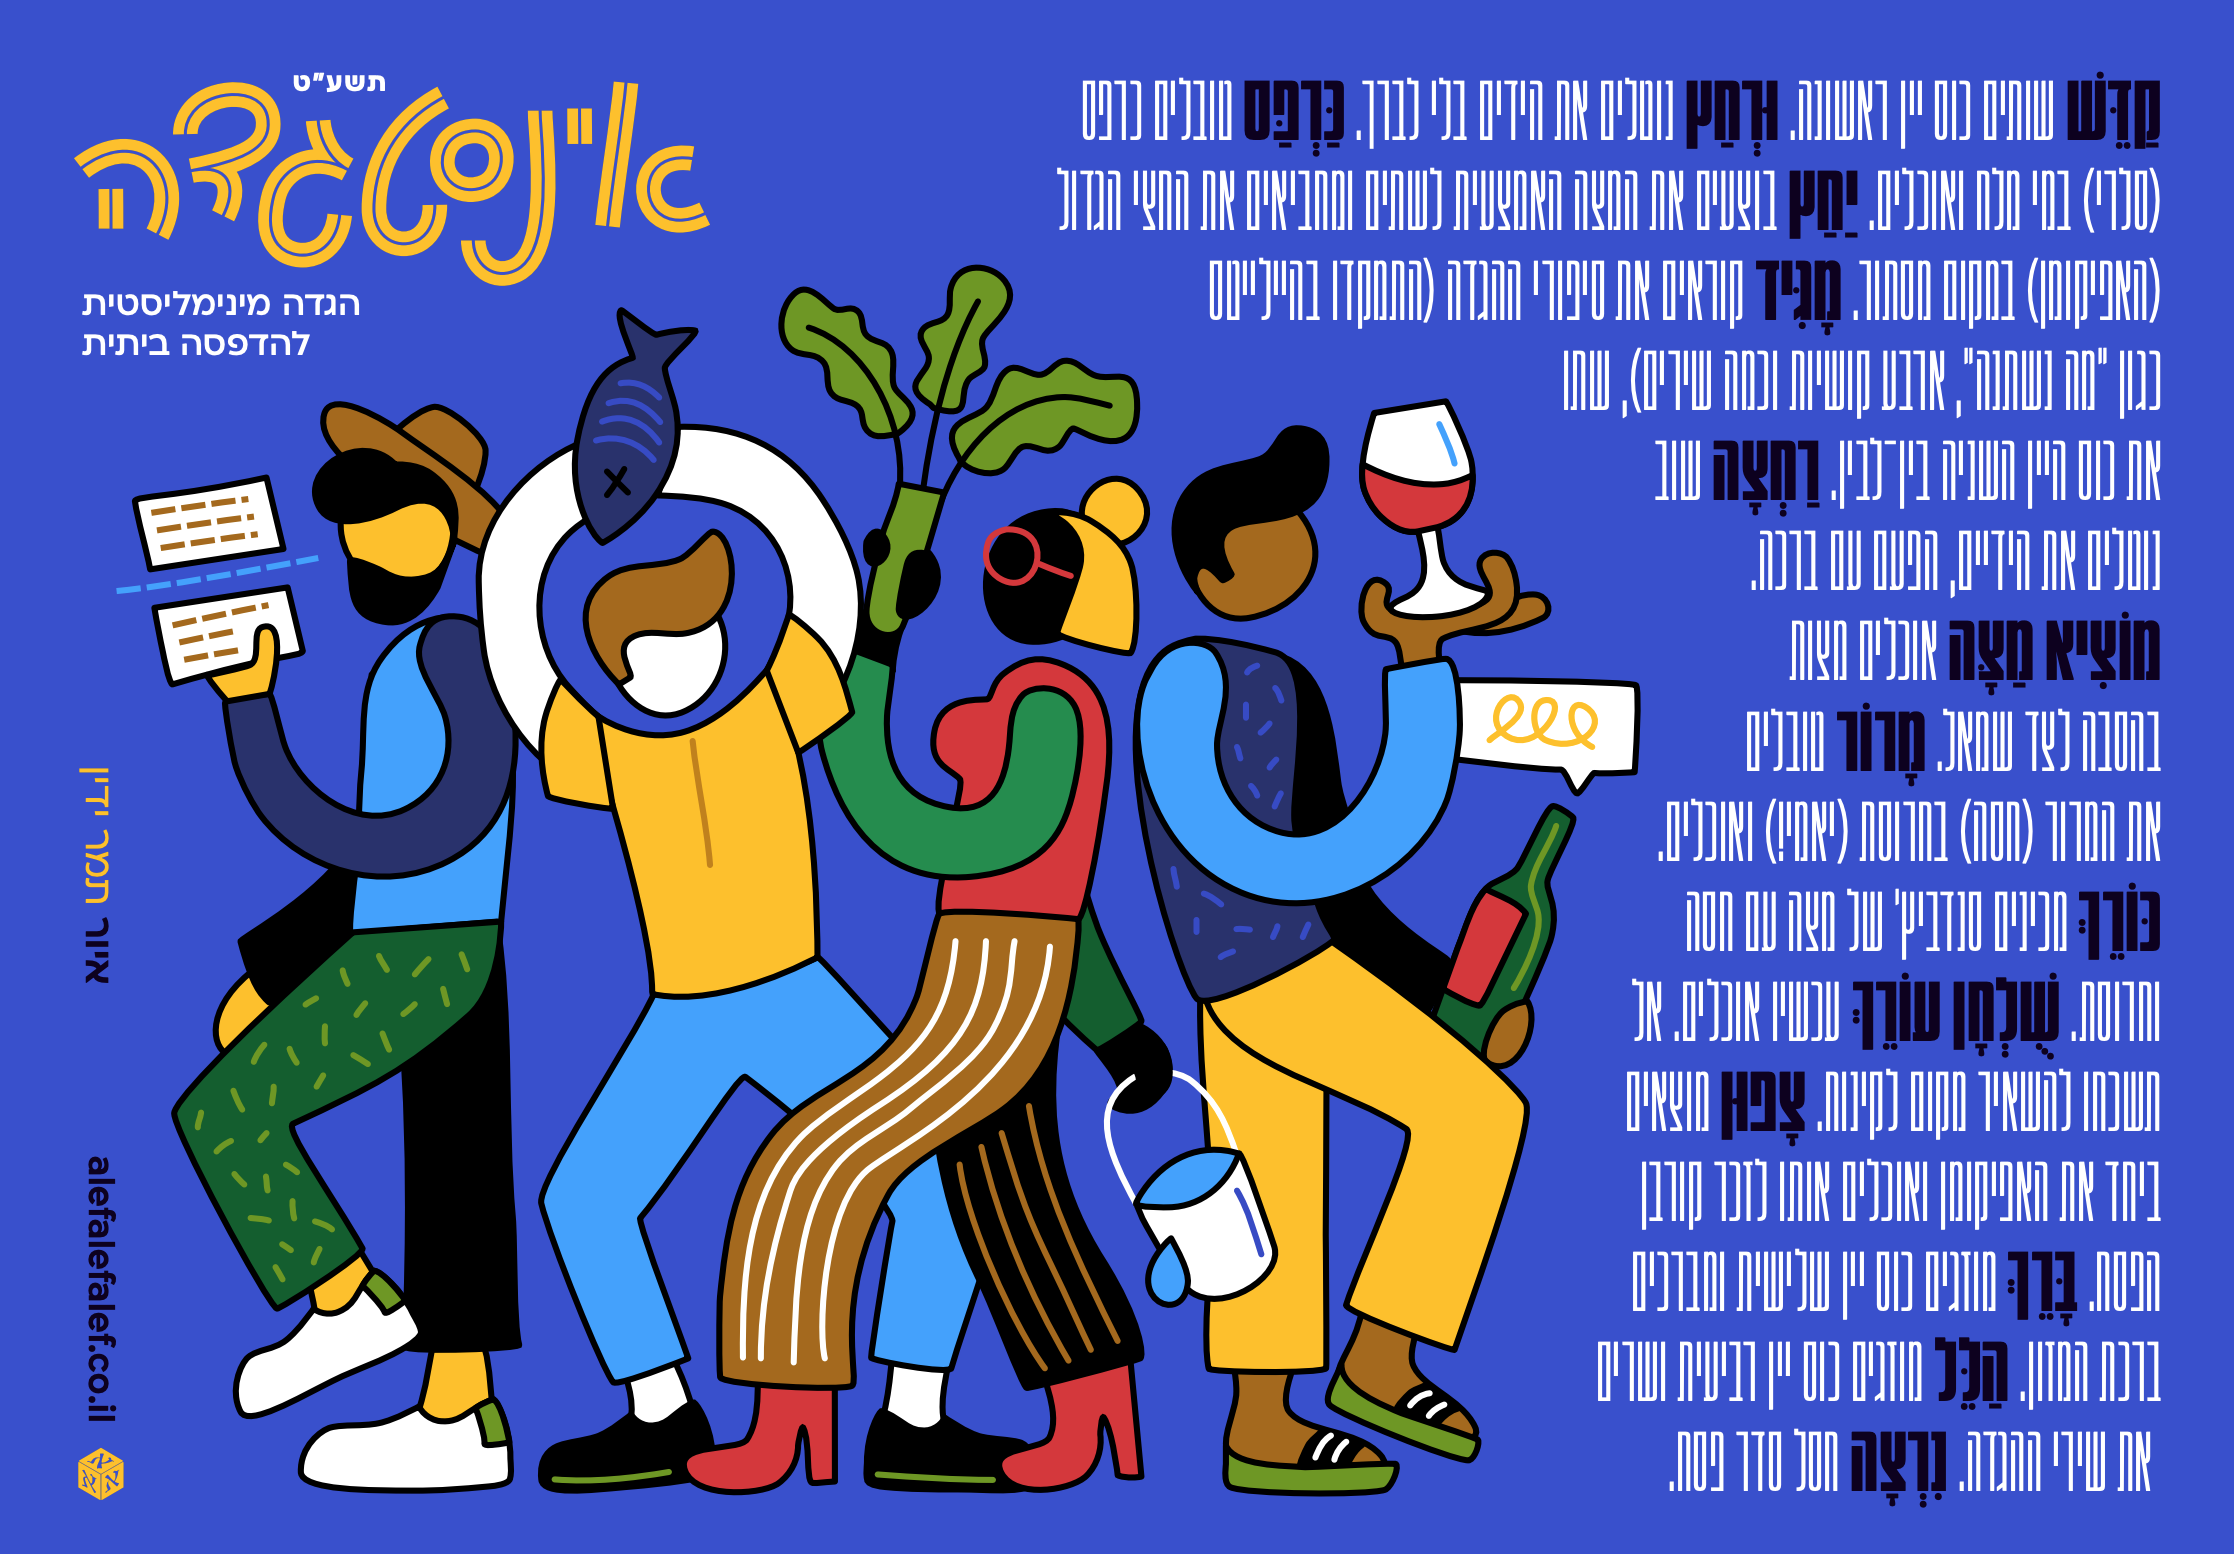 תשע״ט
אינסטגדה
הגדה מינימליסטית
להדפסה ביתית
קַדֵּשׁ שותים כוס יין ראשונה. וּרְחַץ נוטלים את הידיים בלי לברך. כַּרְפַּס טובלים כרפס
(סלרי) במי מלח ואוכלים. יַחַץ בוצעים את המצה האמצעית לשתים ומחביאים את החצי הגדול
(האפיקומן) במקום מסתור. מָגִּיד קוראים את סיפורי ההגדה (התמקדו בהייליטס
כגון ״מה נשתנה״, ארבע קושיות וכמה שירים), שתו
את כוס היין השניה בין־לבין. רַחְצָה שוב
נוטלים את הידיים, הפעם עם ברכה.
מוֹצִיא מַצָּה אוכלים מצות
בהסבה לצד שמאל. מָרוֹר טובלים
את המרור (חסה) בחרוסת (יאמי!) ואוכלים.
כּוֹרֵךְ מכינים סנדביץ' של מצה עם חסה
וחרוסת. שֻׁלְחָן עוֹרֵךְ עכשיו אוכלים. אל
תשכחו להשאיר מקום לקינוח. צָפוּן מוצאים
ביחד את האפיקומן ואוכלים אותו לזכר קורבן
הפסח. בָּרֵךְ מוזגים כוס יין שלישית ומברכים
ברכת המזון. הַלֵּל מוזגים כוס יין רביעית ושרים
את שירי ההגדה. נִרְצָה חסל סדר פסח.
איור תמר ידין
alefalefalef.co.il